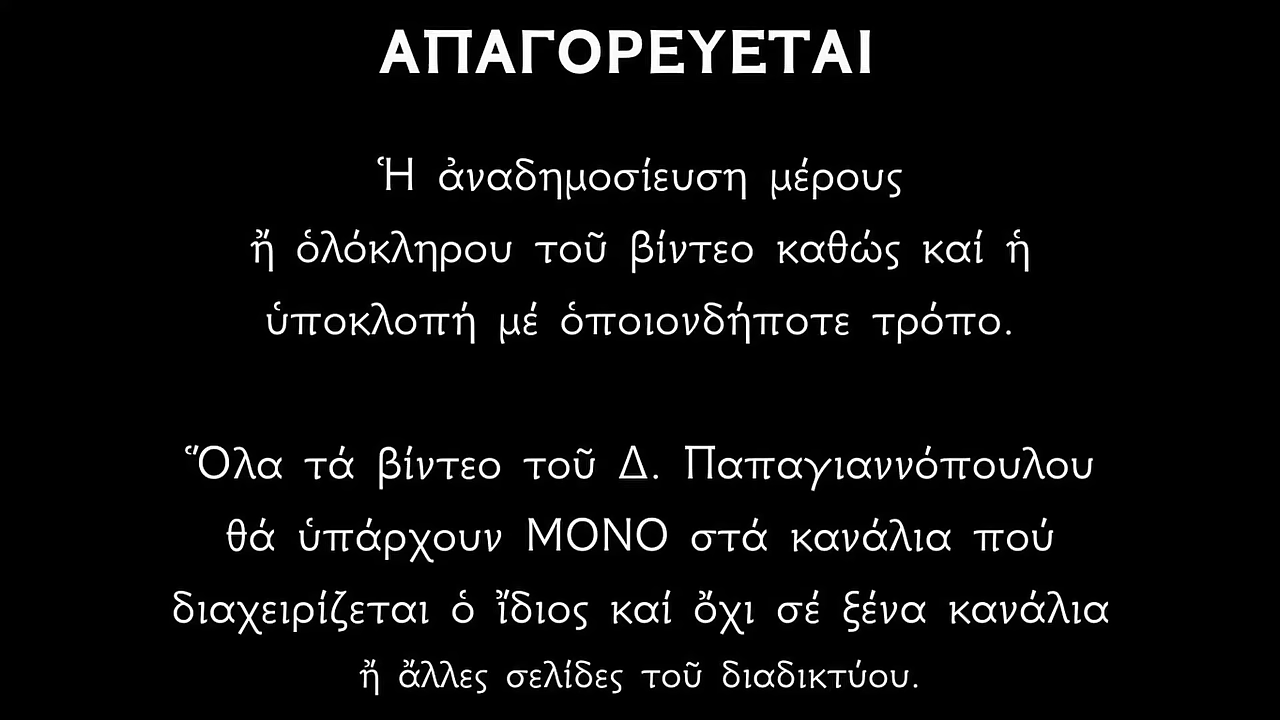 ΑΠΑΓΟΡΕΥΕΤΑΙ
Ἡ ἀναδημοσίευση μέρους
ἤ ὁλόκληρου τοῦ βίντεο καθώς καί ἡ
ὑποκλοπή μέ ὁποιονδήποτε τρόπο.
Ὅλα τά βίντεο τοῦ Δ. Παπαγιαννόπουλου
θά ὑπάρχουν ΜΟΝΟ στά κανάλια πού
διαχειρίζεται ὁ ἴδιος καί ὄχι σέ ξένα κανάλια
ἤ ἄλλες σελίδες τοῦ διαδικτύου.